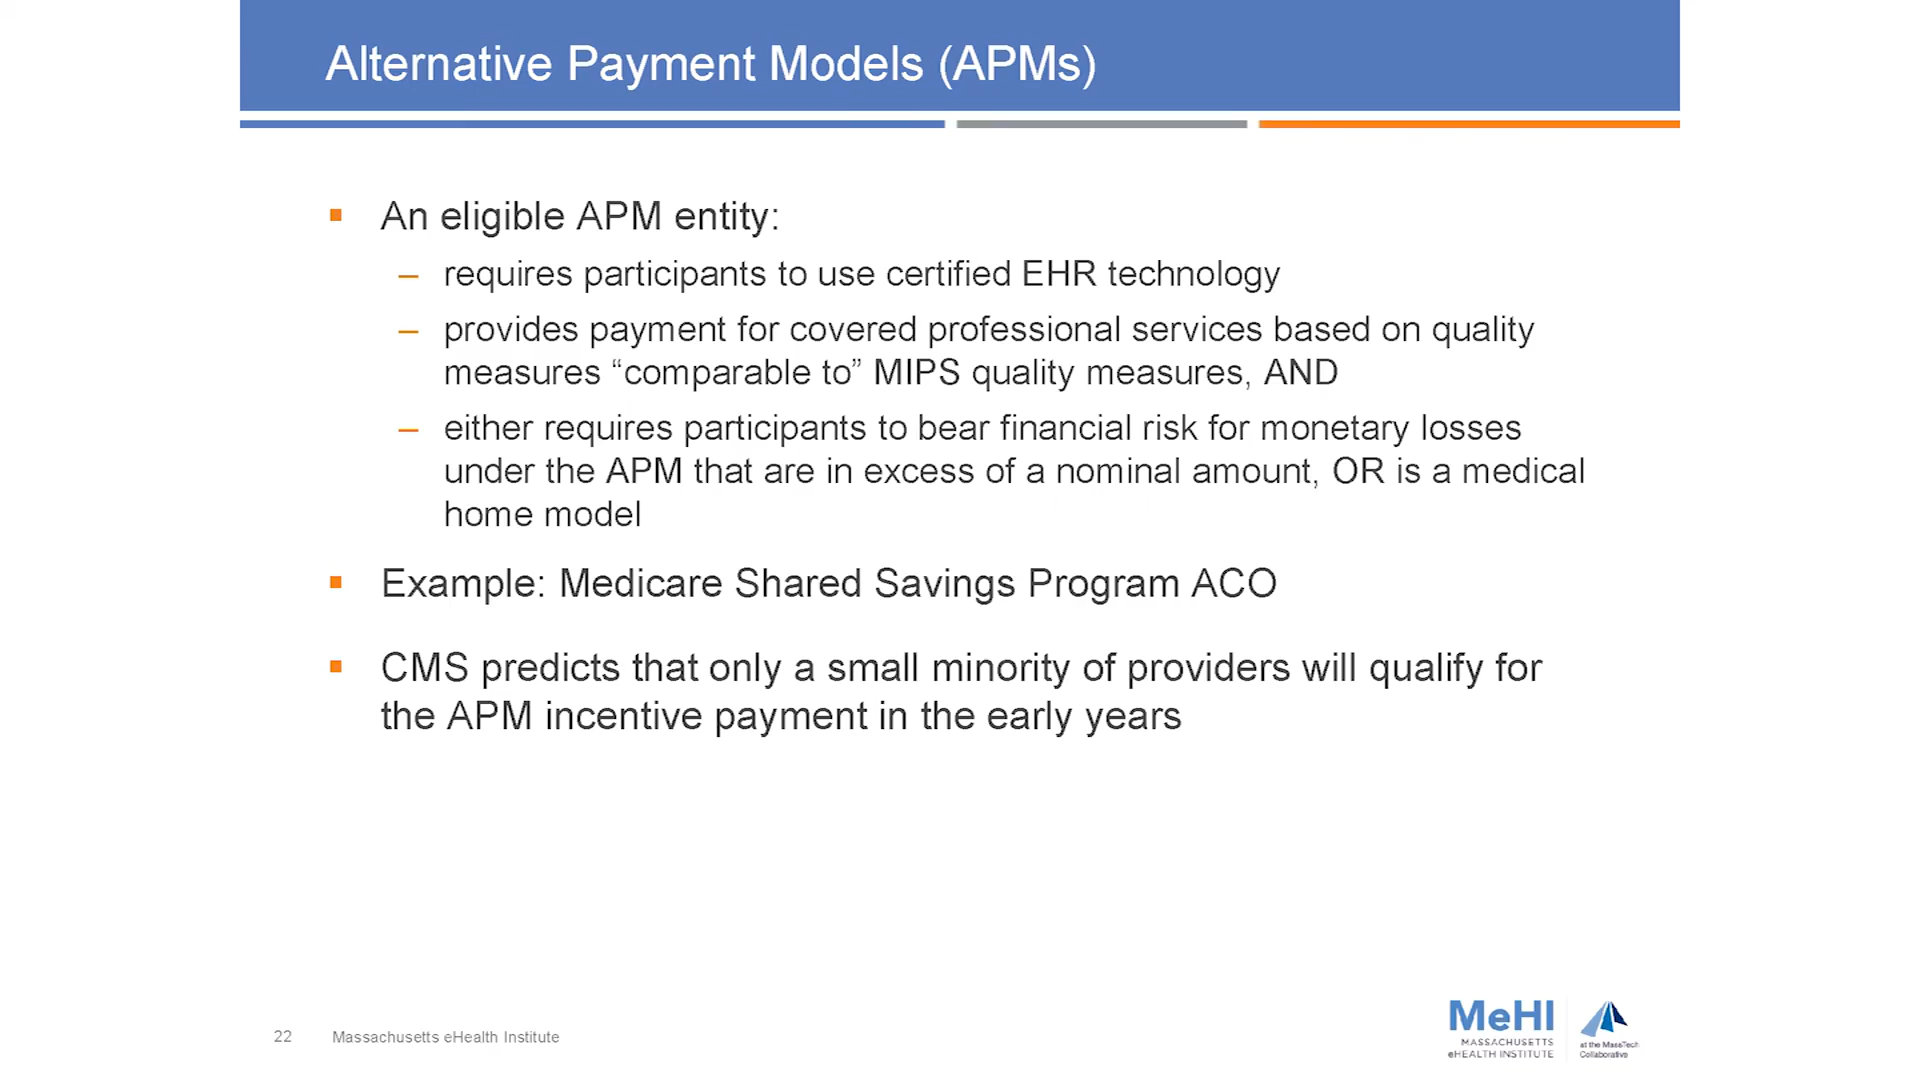 Alternative Payment Models (APMs)
▪ An eligible APM entity:
– requires participants to use certified EHR technology
– provides payment for covered professional services based on quality
measures “comparable to” MIPS quality measures, AND
– either requires participants to bear financial risk for monetary losses
under the APM that are in excess of a nominal amount, OR is a medical
home model
▪ Example: Medicare Shared Savings Program ACO
▪ CMS predicts that only a small minority of providers will qualify for
the APM incentive payment in the early years
22 Massachusetts eHealth Institute
MeHI
MASSACHUSETTS
eHEALTH INSTITUTE
at the MassTech
Collaborative